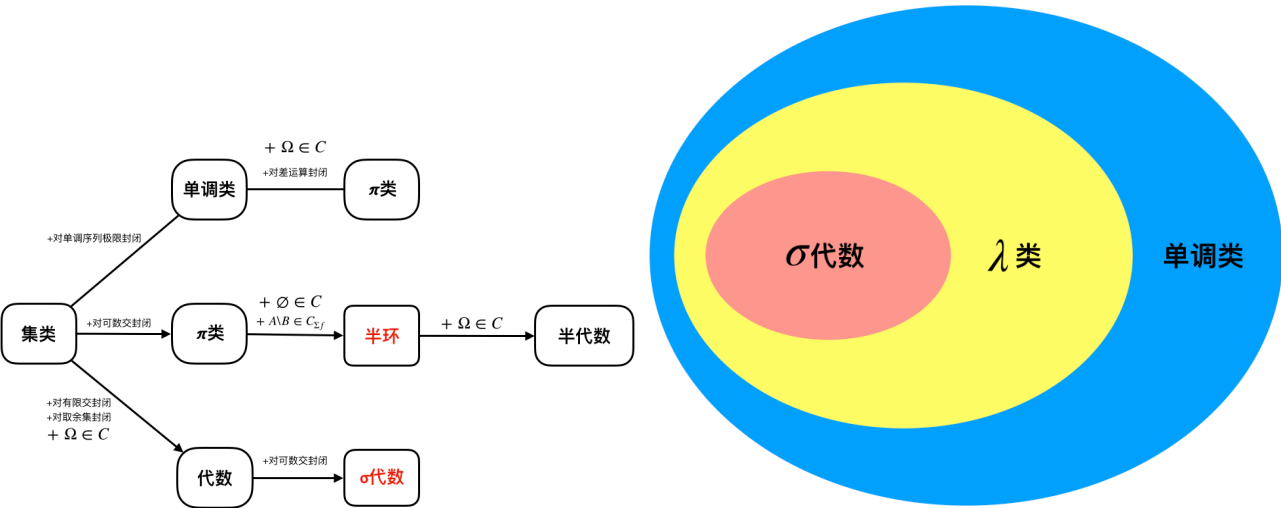 + Ω ∈ C
+对差运算封闭
单调类
π类
+对单调序列极限封闭
集类
+对可数交封闭
π类
+ ∅ ∈ C
+ A\B ∈ C_{Σf}
半环
+ Ω ∈ C
半代数
+对有限交封闭
+对取余集封闭
+ Ω ∈ C
代数
+对可数交封闭
σ代数
σ代数
λ 类
单调类